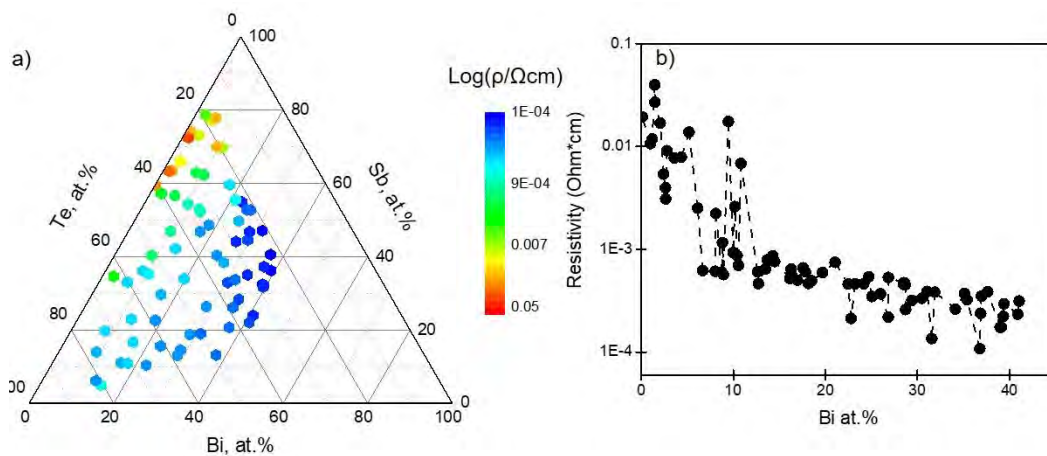 a)
0
100
20
80
40
60
60
40
80
20
00
0
0
20
40
60
80
100
Te, at.%
Sb, at.%
Bi, at.%
Log(ρ/Ωcm)
1E-04
9E-04
0.007
0.05
b)
0.1
0.01
1E-3
1E-4
Resistivity (Ohm*cm)
0
10
20
30
40
Bi at.%